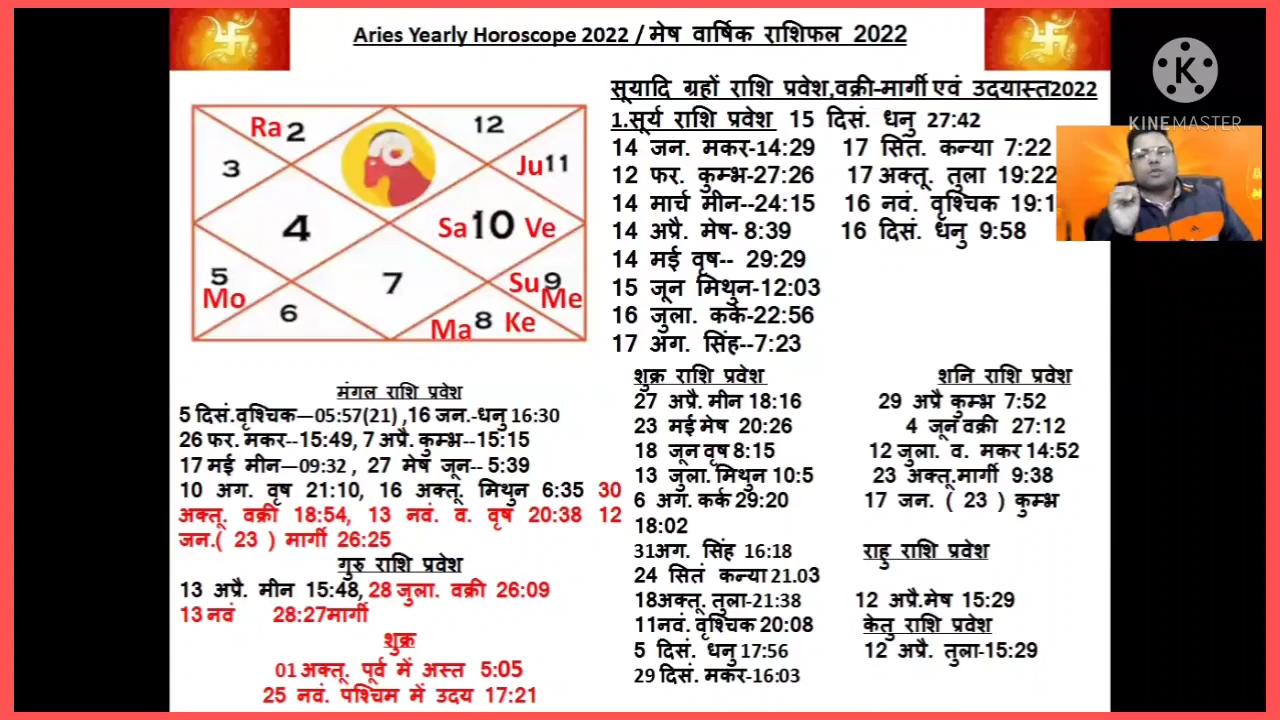 Aries Yearly Horoscope 2022 / मेष वार्षिक राशिफल 2022
KINEMASTER
सूयादि ग्रहों राशि प्रवेश,वक्री-मार्गी एवं उदयास्त2022
1.सूर्य राशि प्रवेश 15 दिसं. धनु 27:42
14 जन. मकर-14:29 17 सितं. कन्या 7:22
12 फर. कुम्भ-27:26 17 अक्तू. तुला 19:22
14 मार्च मीन--24:15 16 नवं. वृश्चिक 19:1
14 अप्रै. मेष- 8:39 16 दिसं. धनु 9:58
14 मई वृष-- 29:29
15 जून मिथुन-12:03
16 जुला. कर्क-22:56
17 अग. सिंह--7:23
Ra 2
12
3
Ju 11
4
Sa 10 Ve
5
Mo
7
Su 9
Me
6
Ma 8 Ke
मंगल राशि प्रवेश
5 दिसं.वृश्चिक—05:57(21) ,16 जन.-धनु 16:30
26 फर. मकर--15:49, 7 अप्रै. कुम्भ--15:15
17 मई मीन—09:32 , 27 मेष जून-- 5:39
10 अग. वृष 21:10, 16 अक्तू. मिथुन 6:35 30
अक्तू. वक्री 18:54, 13 नवं. व. वृष 20:38 12
जन.( 23 ) मार्गी 26:25
गुरु राशि प्रवेश
13 अप्रै. मीन 15:48, 28 जुला. वक्री 26:09
13 नवं 28:27मार्गी
शुक्र
01 अक्तू. पूर्व में अस्त 5:05
25 नवं. पश्चिम में उदय 17:21
शुक्र राशि प्रवेश
27 अप्रै. मीन 18:16
23 मई मेष 20:26
18 जून वृष 8:15
13 जुला. मिथुन 10:5
6 अग. कर्क 29:20
18:02
31अग. सिंह 16:18
24 सितं कन्या 21.03
18अक्तू. तुला-21:38
11नवं. वृश्चिक 20:08
5 दिसं. धनु 17:56
29 दिसं. मकर-16:03
शनि राशि प्रवेश
29 अप्रै कुम्भ 7:52
4 जून वक्री 27:12
12 जुला. व. मकर 14:52
23 अक्तू.मार्गी 9:38
17 जन. ( 23 ) कुम्भ
राहु राशि प्रवेश
12 अप्रै.मेष 15:29
केतु राशि प्रवेश
12 अप्रै. तुला-15:29